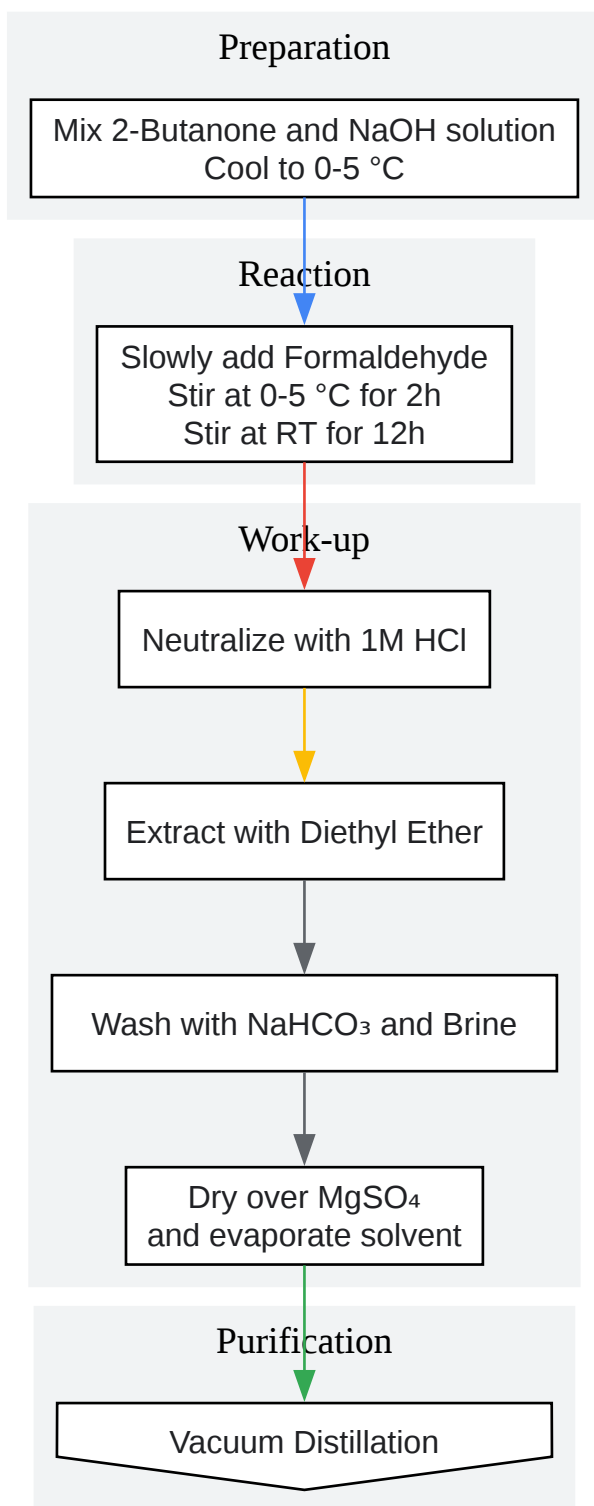 Preparation
Mix 2-Butanone and NaOH solution
Cool to 0-5 °C
Reaction
Slowly add Formaldehyde
Stir at 0-5 °C for 2h
Stir at RT for 12h
Work-up
Neutralize with 1M HCl
Extract with Diethyl Ether
Wash with NaHCO₃ and Brine
Dry over MgSO₄
and evaporate solvent
Purification
Vacuum Distillation